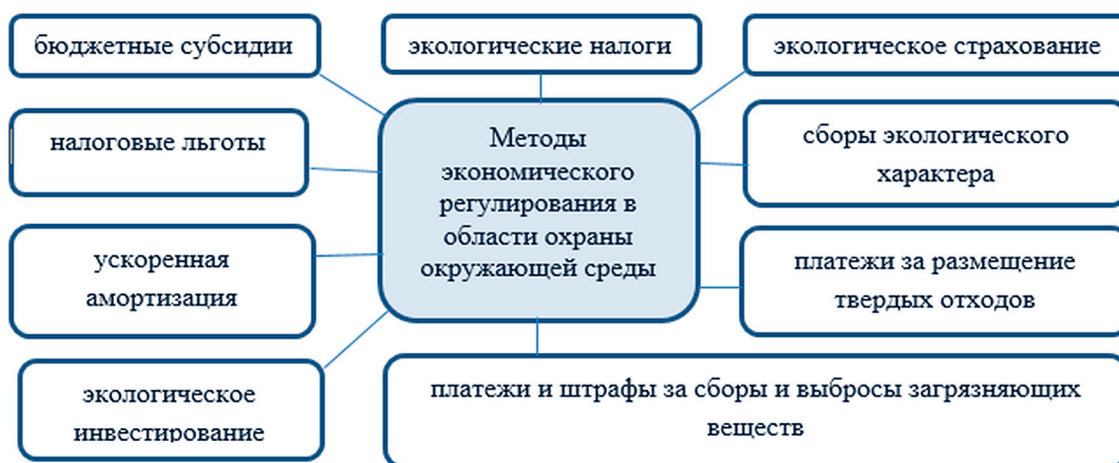 бюджетные субсидии
экологические налоги
экологическое страхование
налоговые льготы
Методы
экономического
регулирования в
области охраны
окружающей среды
сборы экологического
характера
ускоренная
амортизация
платежи за размещение
твердых отходов
экологическое
инвестирование
платежи и штрафы за сборы и выбросы загрязняющих
веществ